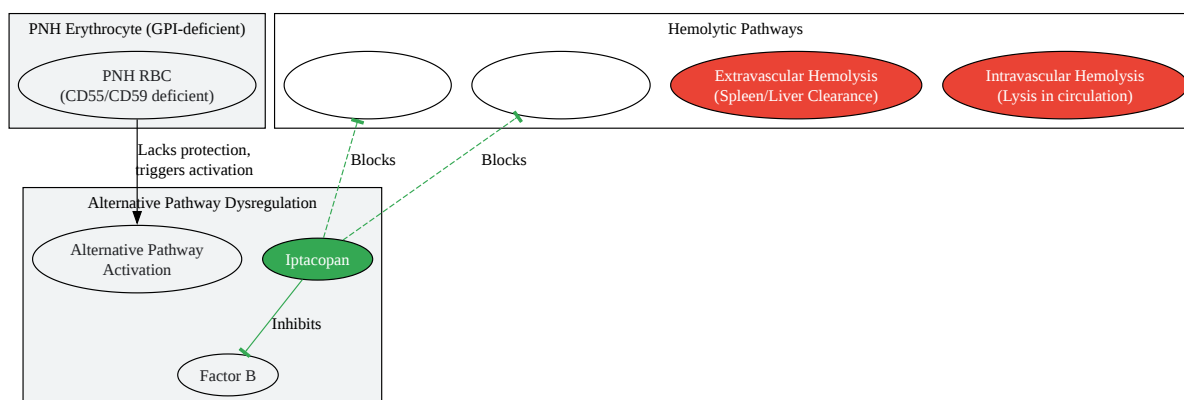 PNH Erythrocyte (GPI-deficient)
PNH RBC
(CD55/CD59 deficient)
Hemolytic Pathways
Extravascular Hemolysis
(Spleen/Liver Clearance)
Intravascular Hemolysis
(Lysis in circulation)
Lacks protection,
triggers activation
Blocks
Blocks
Alternative Pathway Dysregulation
Alternative Pathway
Activation
Iptacopan
Inhibits
Factor B